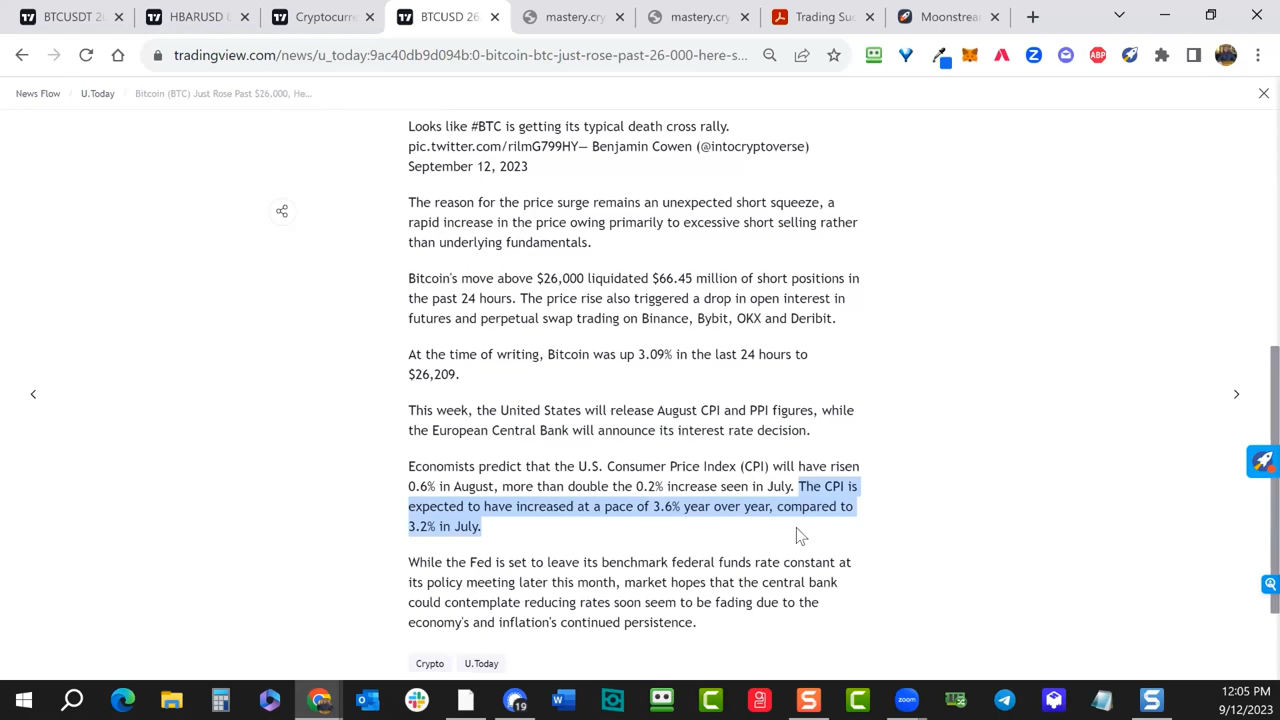 BTCUSDT 20
HBARUSD 0
Cryptocurre
BTCUSD 26
mastery.cry
mastery.cry
Trading Suc
Moonstrea
tradingview.com/news/u_today:9ac40db9d094b:0-bitcoin-btc-just-rose-past-26-000-here-s...
ABP
News Flow
U.Today
Bitcoin (BTC) Just Rose Past $26,000, He...
Looks like #BTC is getting its typical death cross rally.
pic.twitter.com/rilmG799HY— Benjamin Cowen (@intocryptoverse)
September 12, 2023
The reason for the price surge remains an unexpected short squeeze, a
rapid increase in the price owing primarily to excessive short selling rather
than underlying fundamentals.
Bitcoin's move above $26,000 liquidated $66.45 million of short positions in
the past 24 hours. The price rise also triggered a drop in open interest in
futures and perpetual swap trading on Binance, Bybit, OKX and Deribit.
At the time of writing, Bitcoin was up 3.09% in the last 24 hours to
$26,209.
This week, the United States will release August CPI and PPI figures, while
the European Central Bank will announce its interest rate decision.
Economists predict that the U.S. Consumer Price Index (CPI) will have risen
0.6% in August, more than double the 0.2% increase seen in July. The CPI is
expected to have increased at a pace of 3.6% year over year, compared to
3.2% in July.
While the Fed is set to leave its benchmark federal funds rate constant at
its policy meeting later this month, market hopes that the central bank
could contemplate reducing rates soon seem to be fading due to the
economy's and inflation's continued persistence.
Crypto
U.Today
19
zoom
12:05 PM
9/12/2023